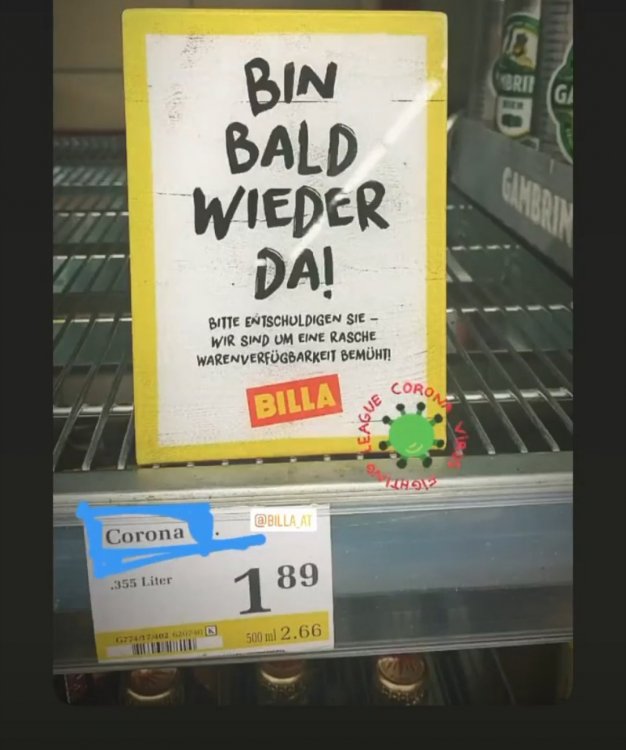 BIN
BALD
WIEDER
DA!
BITTE ENTSCHULDIGEN SIE –
WIR SIND UM EINE RASCHE
WARENVERFÜGBARKEIT BEMÜHT!
BILLA
LEAGUE CORONA VIRUS FIGHTING
GAMBRIN
GA
@BILLA_AT
Corona
.355 Liter
1 89
K
500 ml 2.66